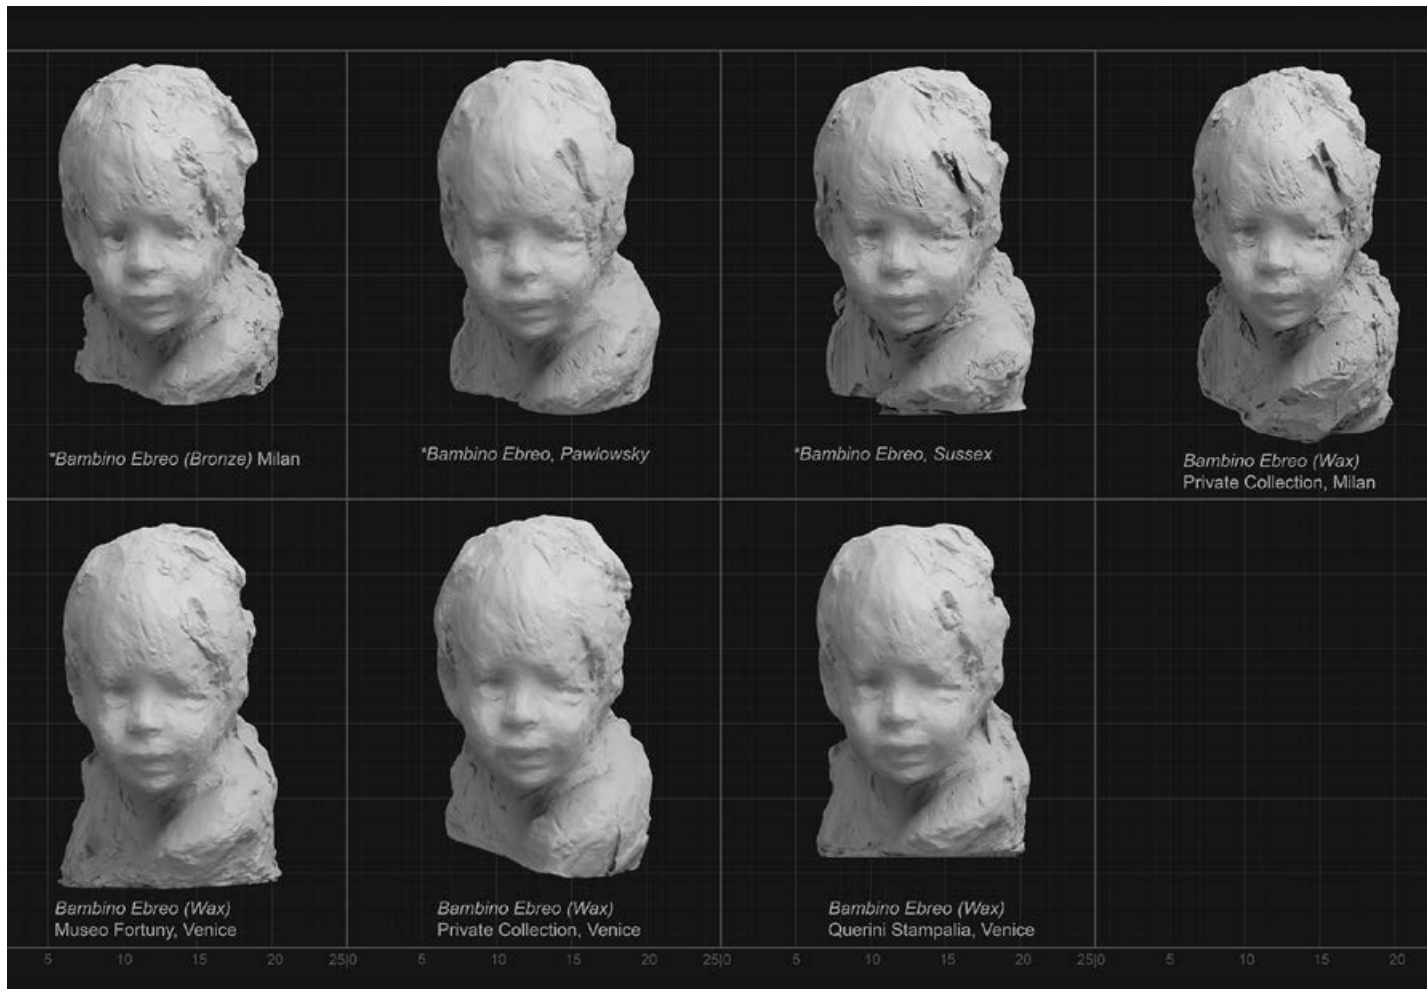 *Bambino Ebreo (Bronze) Milan
*Bambino Ebreo, Pawlowsky
*Bambino Ebreo, Sussex
Bambino Ebreo (Wax)
Private Collection, Milan
Bambino Ebreo (Wax)
Museo Fortuny, Venice
Bambino Ebreo (Wax)
Private Collection, Venice
Bambino Ebreo (Wax)
Querini Stampalia, Venice
5 10 15 20 25|0 5 10 15 20 25|0 5 10 15 20 25|0 5 10 15 20